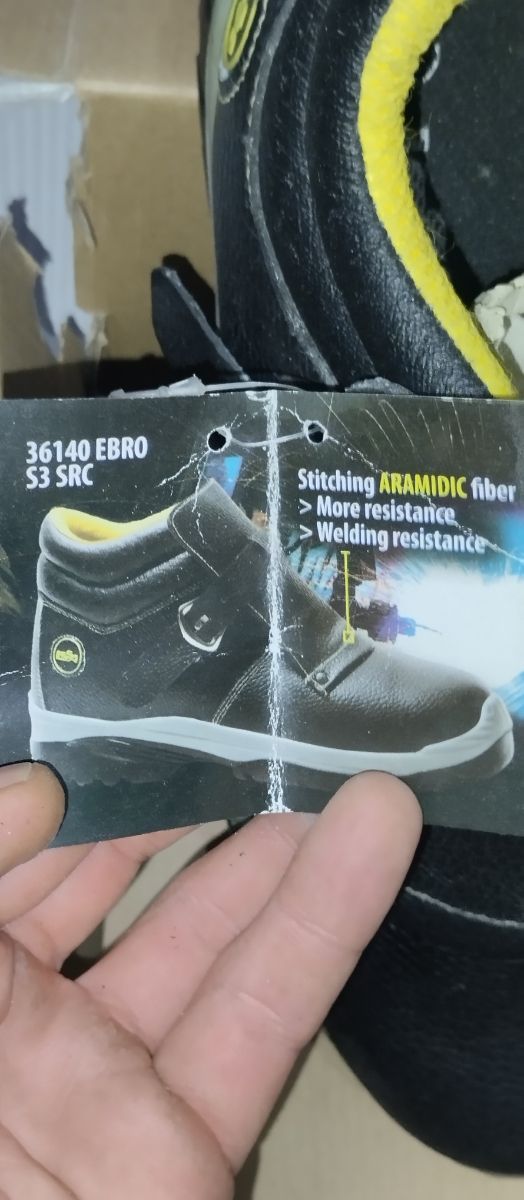 36140 EBRO
S3 SRC
Stitching ARAMIDIC fiber
> More resistance
> Welding resistance